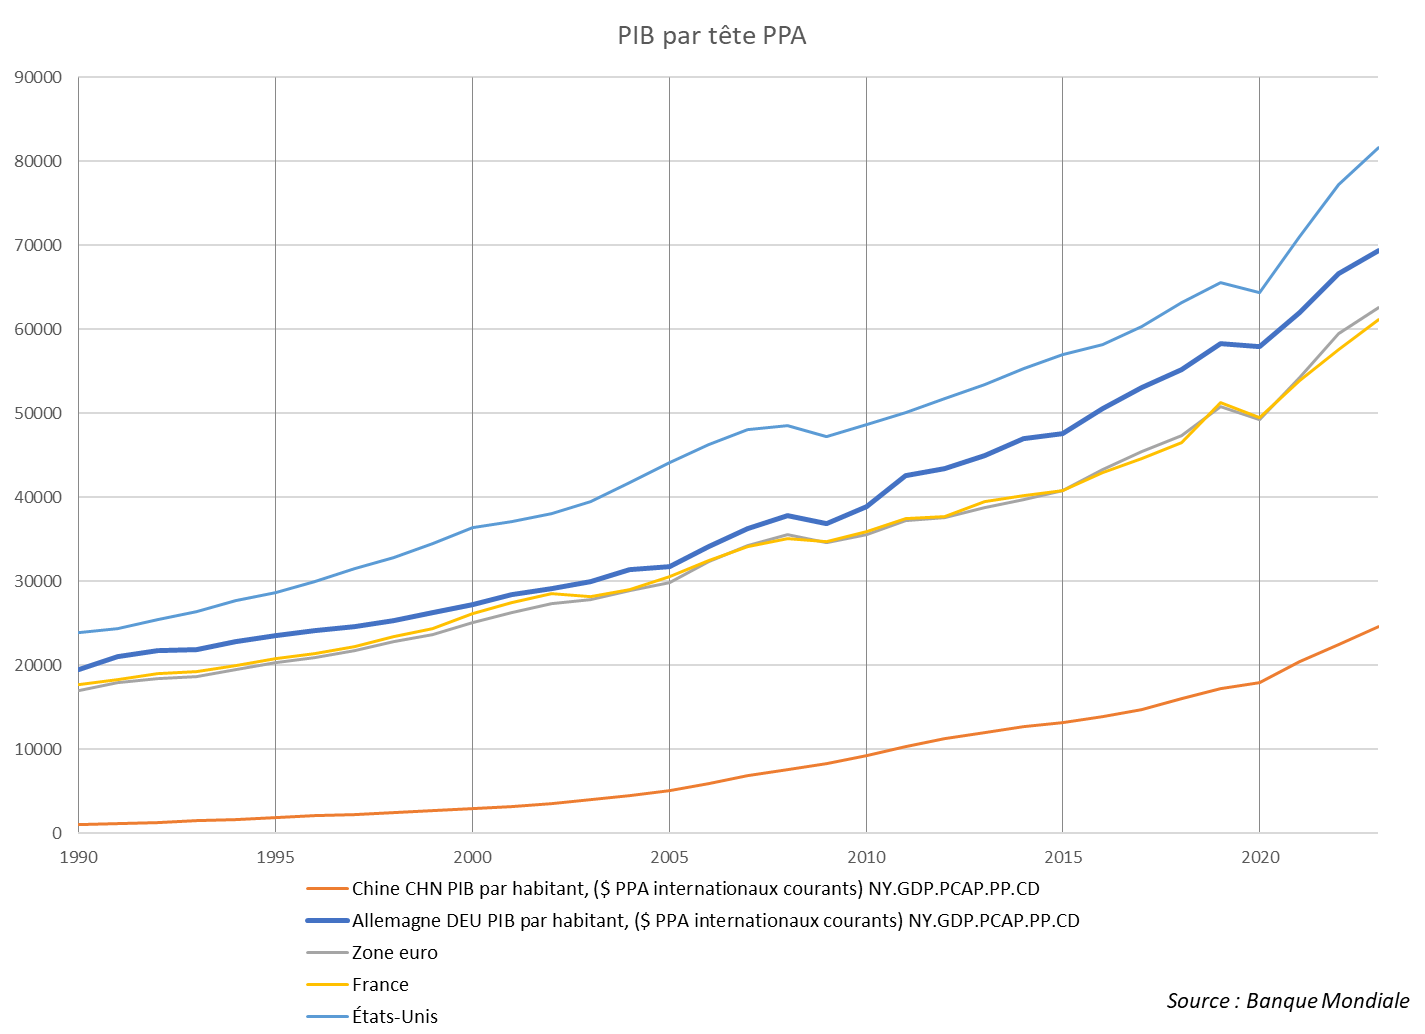 PIB par tête PPA
90000
80000
70000
60000
50000
40000
30000
20000
10000
0
1990 1995 2000 2005 2010 2015 2020
Chine CHN PIB par habitant, ($ PPA internationaux courants) NY.GDP.PCAP.PP.CD
Allemagne DEU PIB par habitant, ($ PPA internationaux courants) NY.GDP.PCAP.PP.CD
Zone euro
France
États-Unis
Source : Banque Mondiale